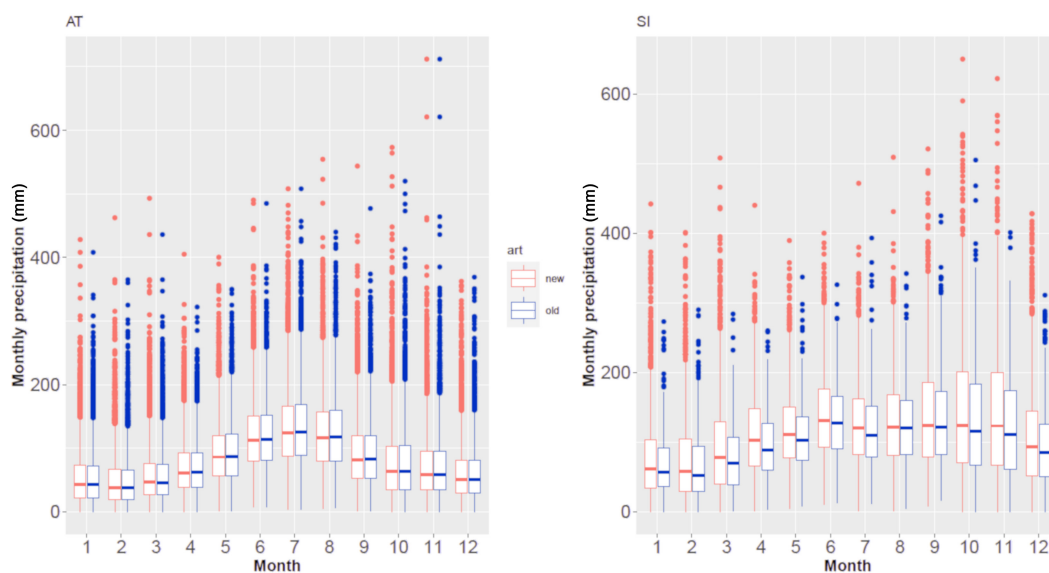 AT
Monthly precipitation (mm)
600
400
200
0
1 2 3 4 5 6 7 8 9 10 11 12
Month
art
new
old
SI
Monthly precipitation (mm)
600
400
200
0
1 2 3 4 5 6 7 8 9 10 11 12
Month